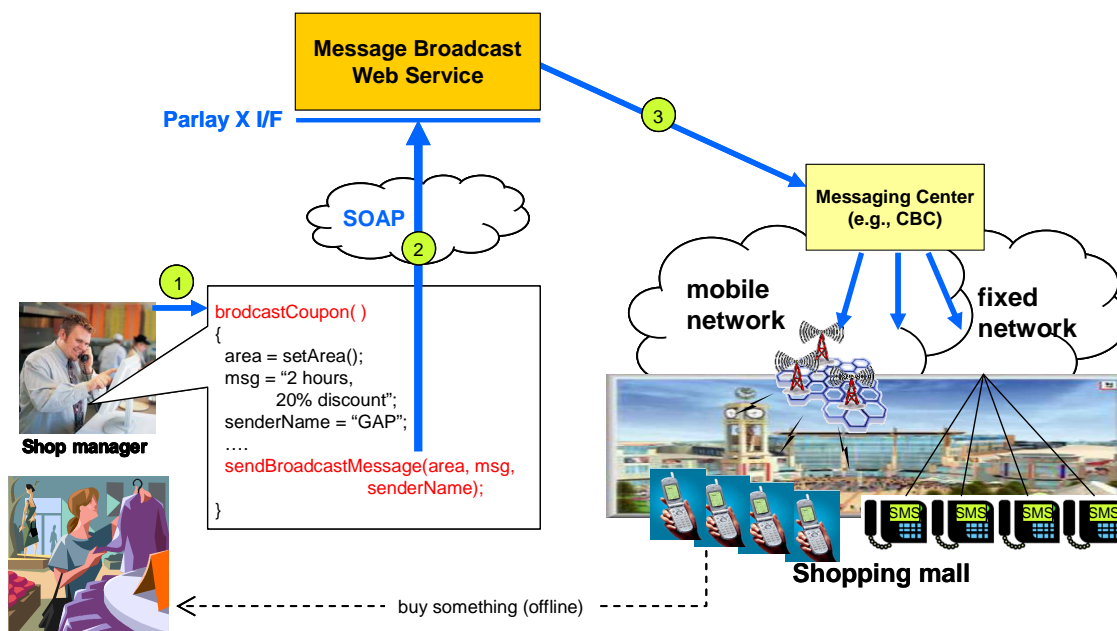 Message Broadcast
Web Service
Parlay X I/F
3
Messaging Center
(e.g., CBC)
SOAP
2
1
mobile
network
fixed
network
brodcastCoupon( )
{
area = setArea();
msg = “2 hours,
20% discount”;
senderName = “GAP”;
….
sendBroadcastMessage(area, msg,
senderName);
}
Shop manager
SMS SMS SMS SMS
Shopping mall
buy something (offline)